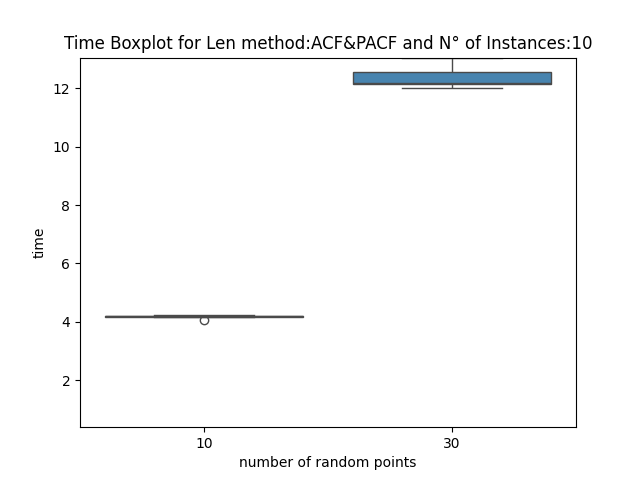 Time Boxplot for Len method:ACF&PACF and N° of Instances:10
12
10
8
6
4
2
time
10
30
number of random points